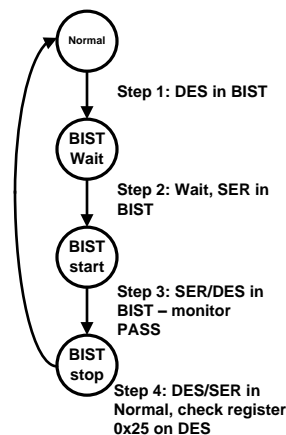 Normal
Step 1: DES in BIST
BIST
Wait
Step 2: Wait, SER in
BIST
BIST
start
Step 3: SER/DES in
BIST – monitor
PASS
BIST
stop
Step 4: DES/SER in
Normal, check register
0x25 on DES